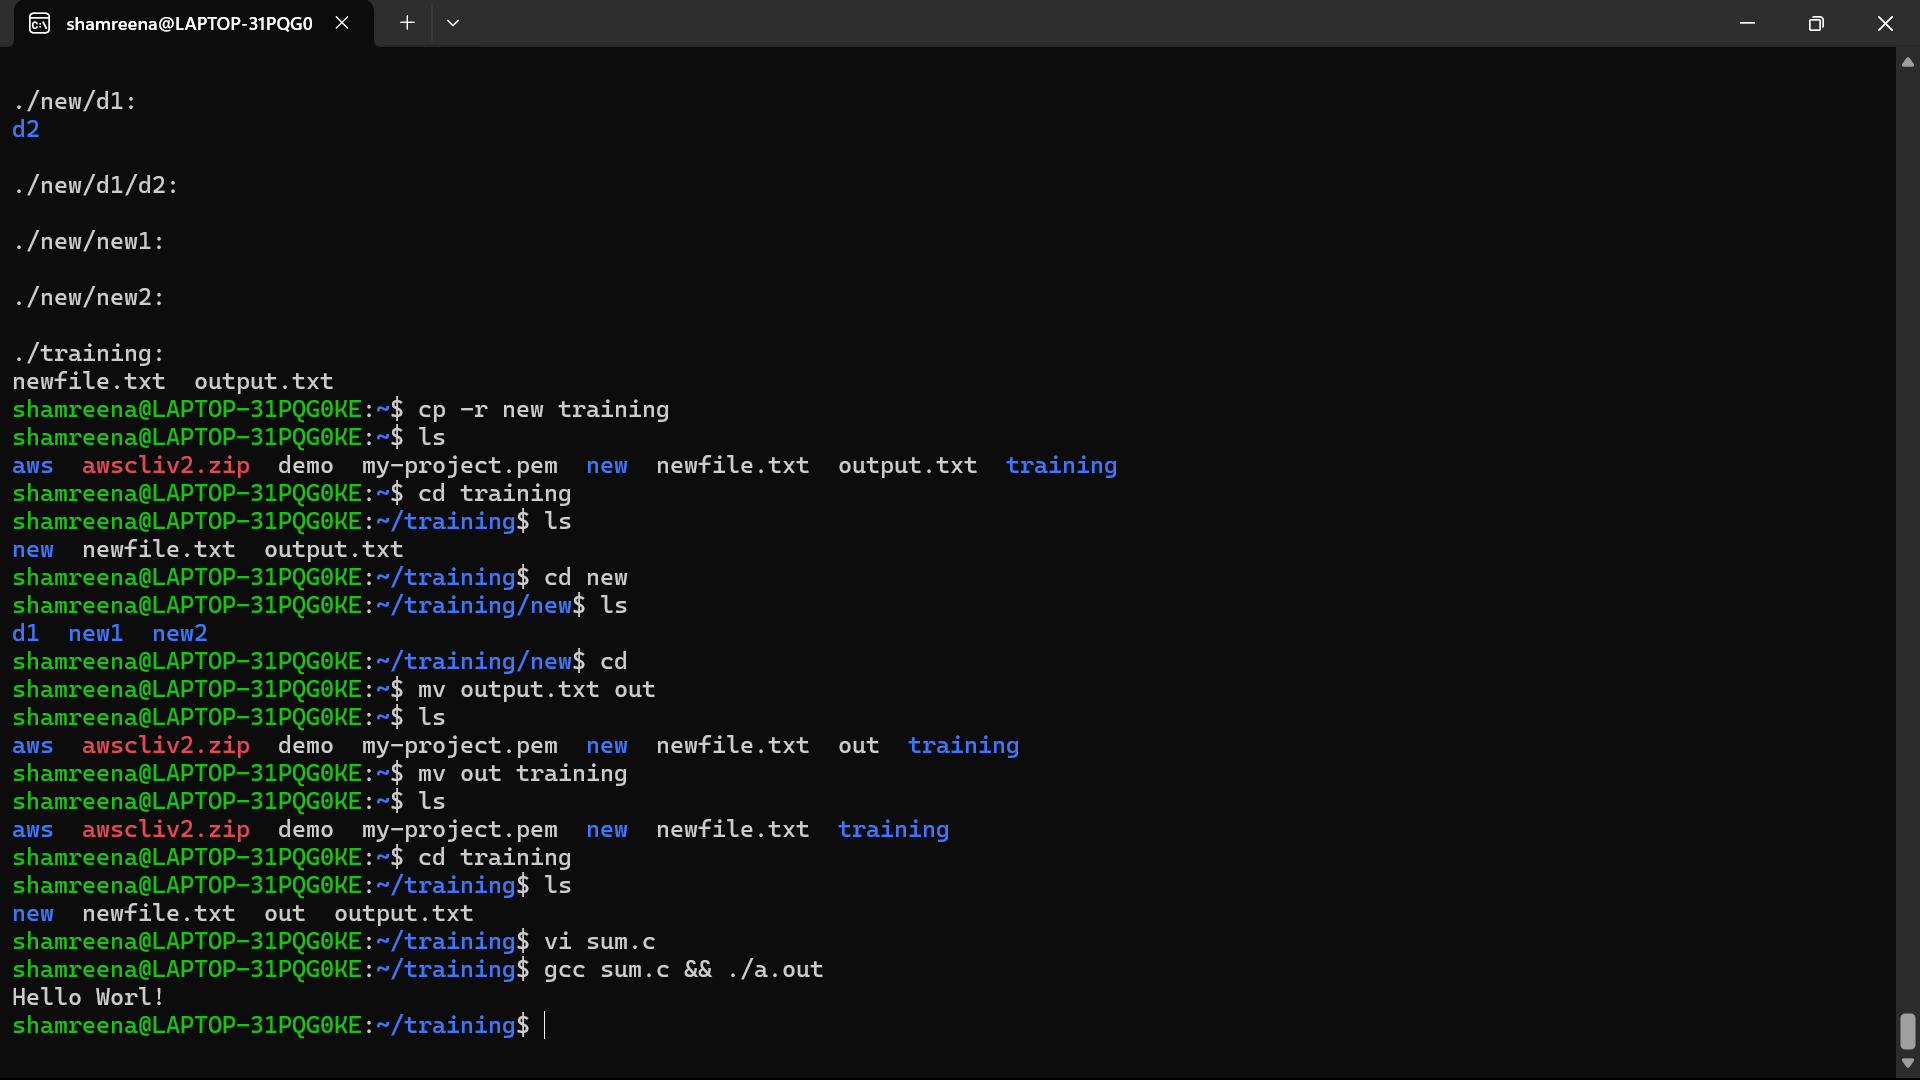 shamreena@LAPTOP-31PQG0
./new/d1:
d2
./new/d1/d2:
./new/new1:
./new/new2:
./training:
newfile.txt  output.txt
shamreena@LAPTOP-31PQG0KE:~$ cp -r new training
shamreena@LAPTOP-31PQG0KE:~$ ls
aws  awscliv2.zip  demo  my-project.pem  new  newfile.txt  output.txt  training
shamreena@LAPTOP-31PQG0KE:~$ cd training
shamreena@LAPTOP-31PQG0KE:~/training$ ls
new  newfile.txt  output.txt
shamreena@LAPTOP-31PQG0KE:~/training$ cd new
shamreena@LAPTOP-31PQG0KE:~/training/new$ ls
d1  new1  new2
shamreena@LAPTOP-31PQG0KE:~/training/new$ cd
shamreena@LAPTOP-31PQG0KE:~$ mv output.txt out
shamreena@LAPTOP-31PQG0KE:~$ ls
aws  awscliv2.zip  demo  my-project.pem  new  newfile.txt  out  training
shamreena@LAPTOP-31PQG0KE:~$ mv out training
shamreena@LAPTOP-31PQG0KE:~$ ls
aws  awscliv2.zip  demo  my-project.pem  new  newfile.txt  training
shamreena@LAPTOP-31PQG0KE:~$ cd training
shamreena@LAPTOP-31PQG0KE:~/training$ ls
new  newfile.txt  out  output.txt
shamreena@LAPTOP-31PQG0KE:~/training$ vi sum.c
shamreena@LAPTOP-31PQG0KE:~/training$ gcc sum.c && ./a.out
Hello Worl!
shamreena@LAPTOP-31PQG0KE:~/training$